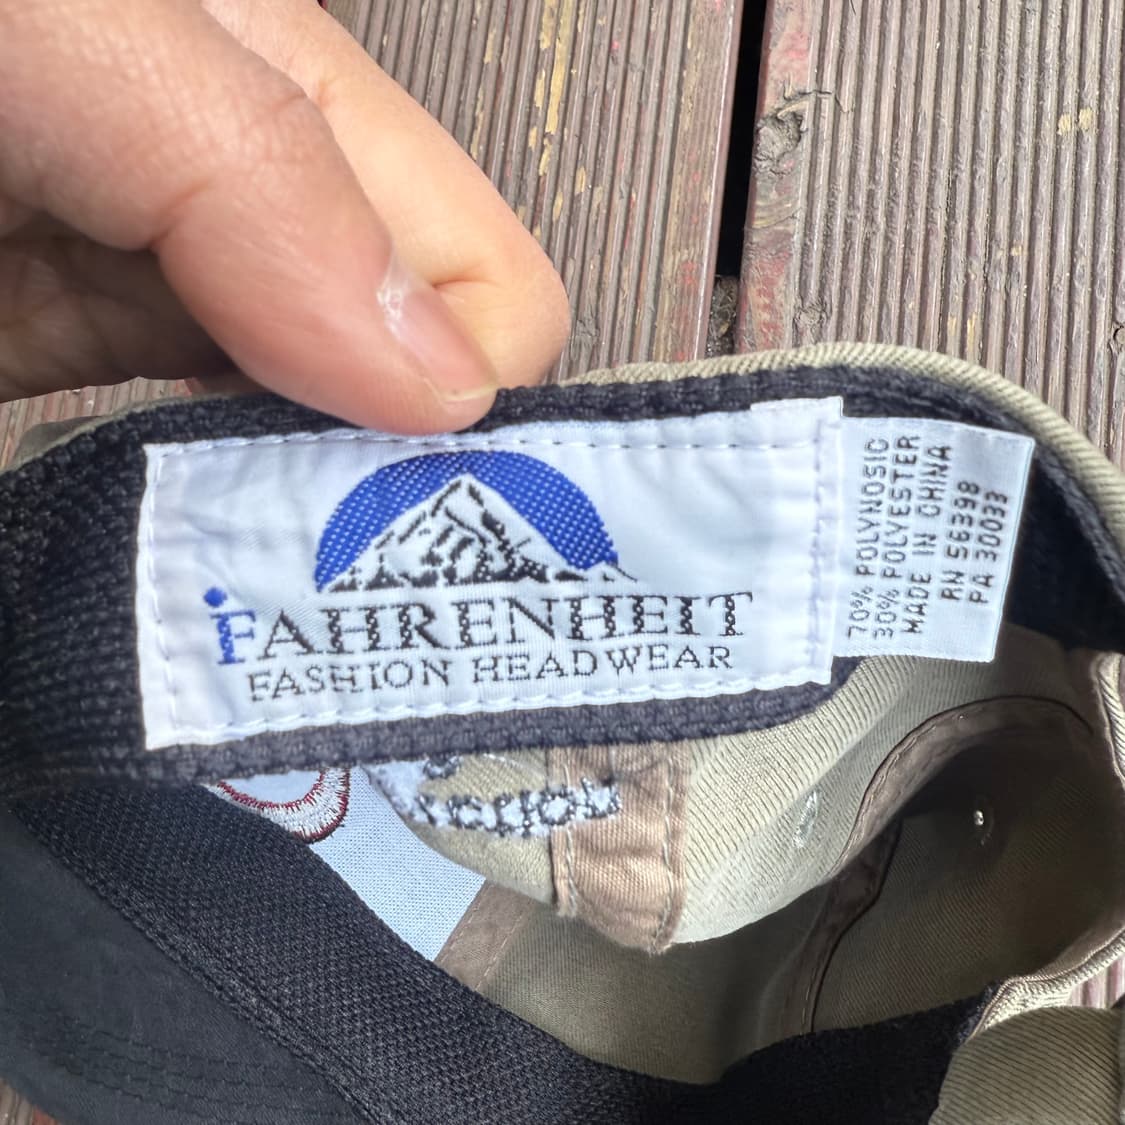 FAHRENHEIT
FASHION HEADWEAR
70% POLYNOSIC
30% POLYESTER
MADE IN CHINA
RN 56398
PA 30033